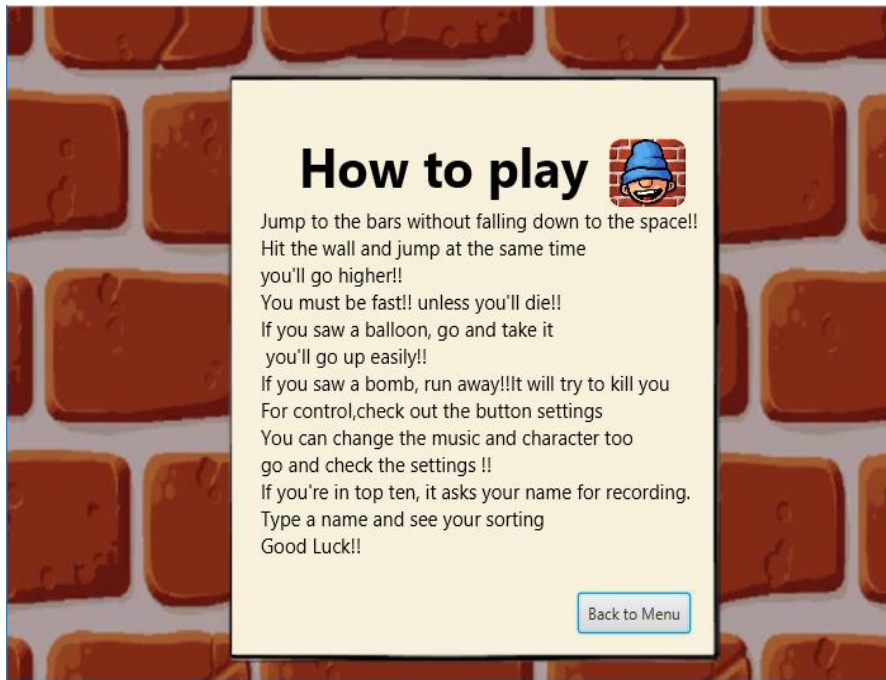 How to play
Jump to the bars without falling down to the space!!
Hit the wall and jump at the same time
you'll go higher!!
You must be fast!! unless you'll die!!
If you saw a balloon, go and take it
you'll go up easily!!
If you saw a bomb, run away!!It will try to kill you
For control,check out the button settings
You can change the music and character too
go and check the settings !!
If you're in top ten, it asks your name for recording.
Type a name and see your sorting
Good Luck!!
Back to Menu